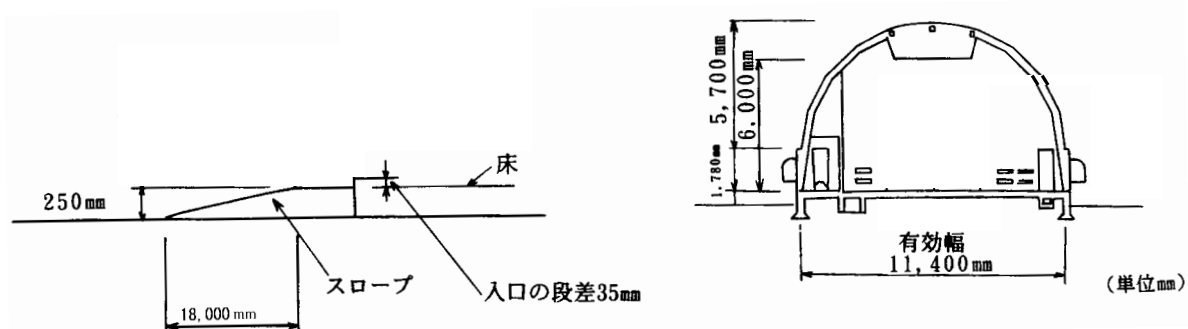 250mm
床
スロープ
入口の段差35mm
18,000mm
5,700mm
6,000mm
1,780mm
有効幅
11,400mm
(単位mm)